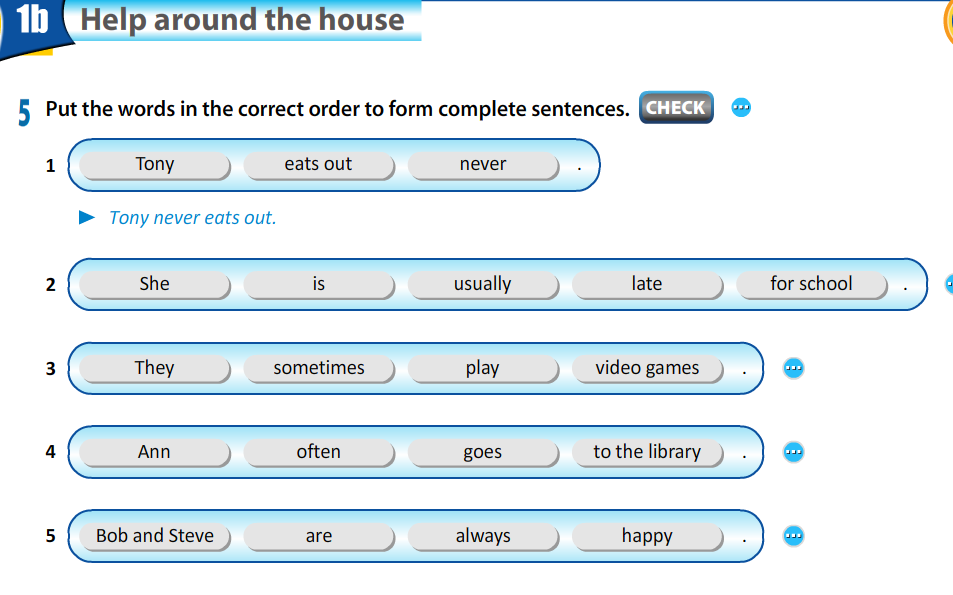 1b Help around the house
5 Put the words in the correct order to form complete sentences. CHECK
1 Tony eats out never .
Tony never eats out.
2 She is usually late for school .
3 They sometimes play video games .
4 Ann often goes to the library .
5 Bob and Steve are always happy .